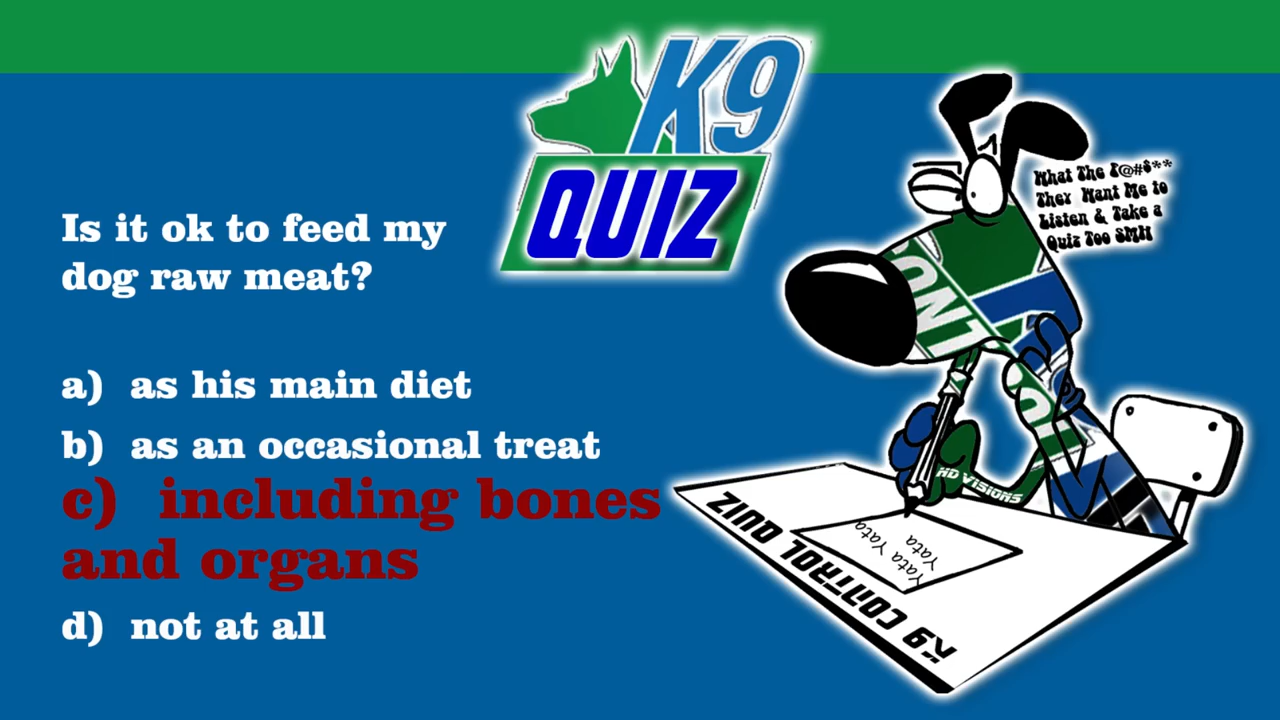 K9
QUIZ
What The F@#$**
They Want Me to
Listen & Take a
Quiz Too SMH
Is it ok to feed my
dog raw meat?
a) as his main diet
b) as an occasional treat
c) including bones
and organs
d) not at all
CONT
OL
HD VISIONS
Yata Yata
Yata
K9 CONTROL QUIZ